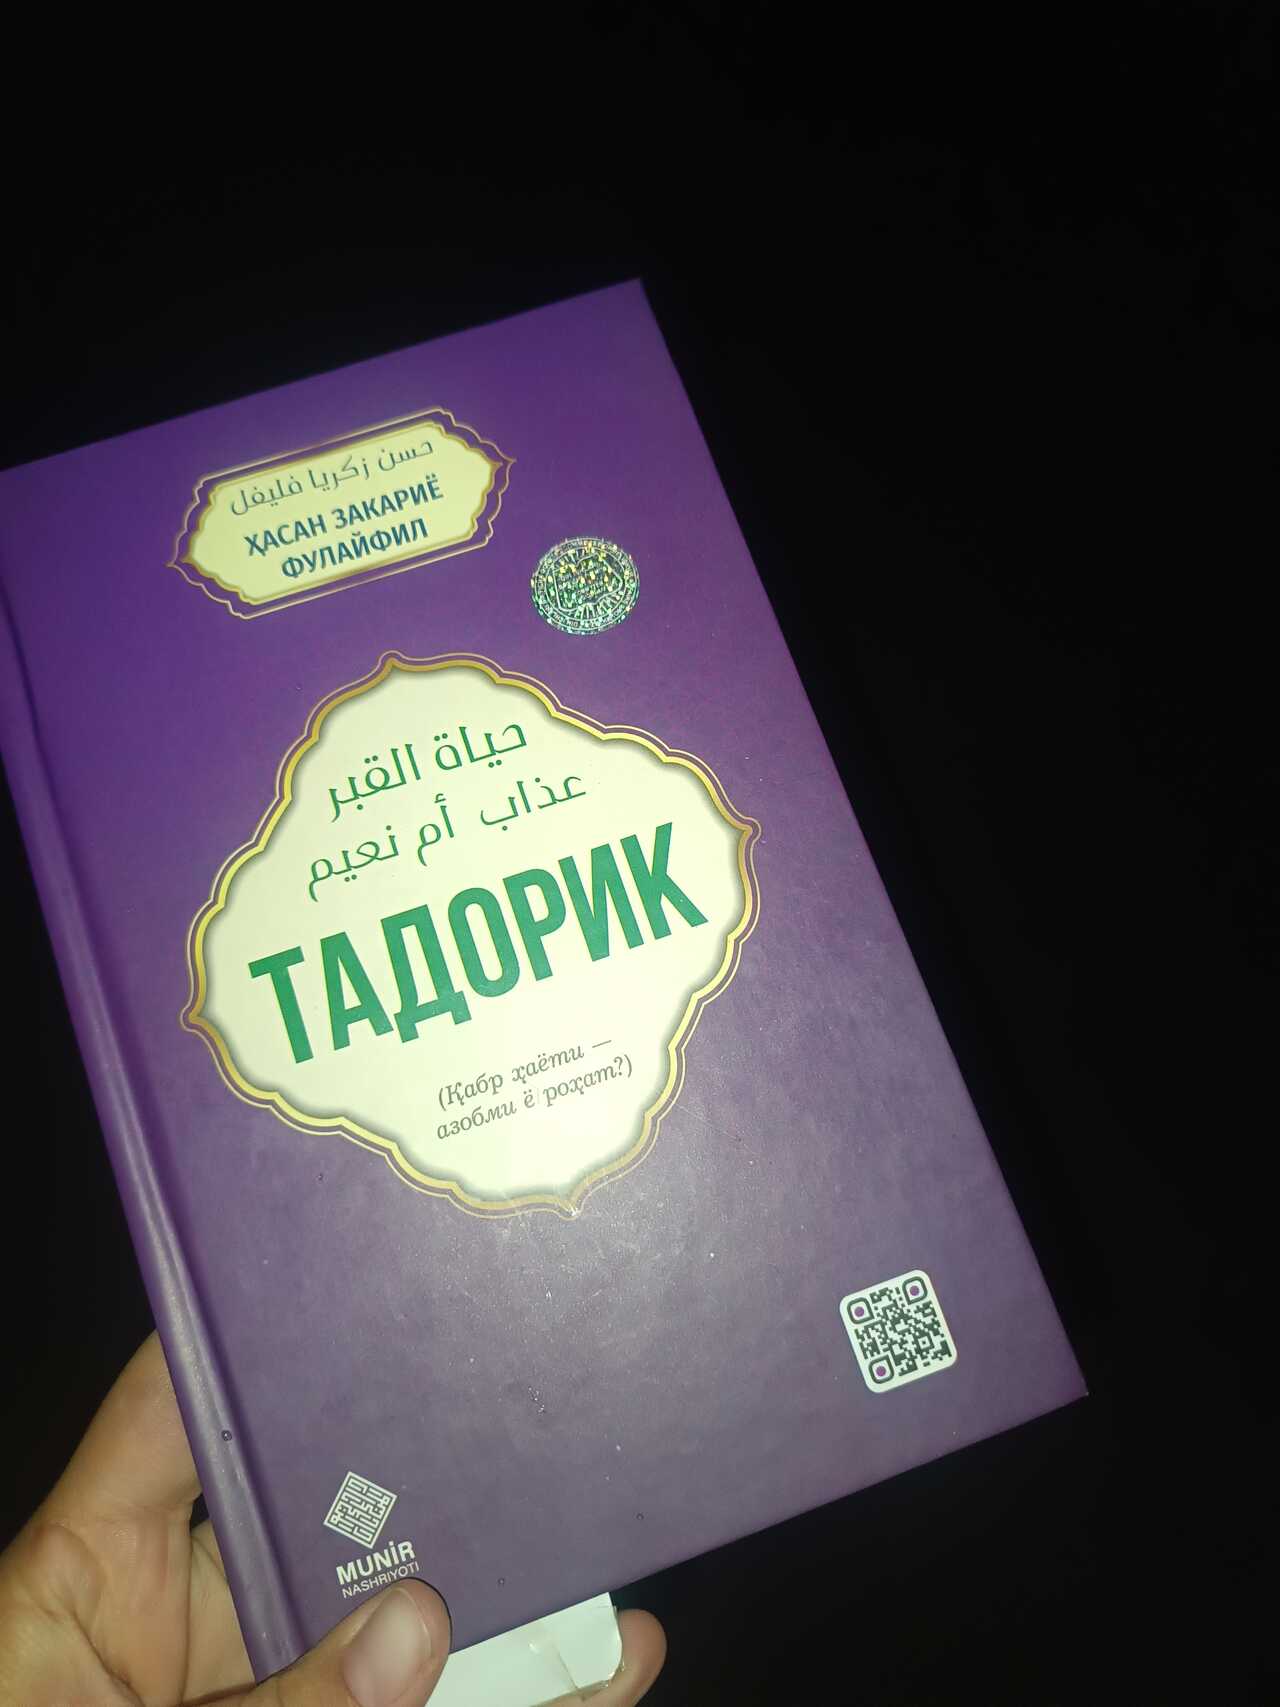 حسن زكريا فليفل
ҲАСАН ЗАКАРИЁ
ФУЛАЙФИЛ
حياة القبر
عذاب أم نعيم
ТАДОРИК
(Қабр ҳаёти —
азобми ё роҳат?)
MUNİR
NASHRIYOTI